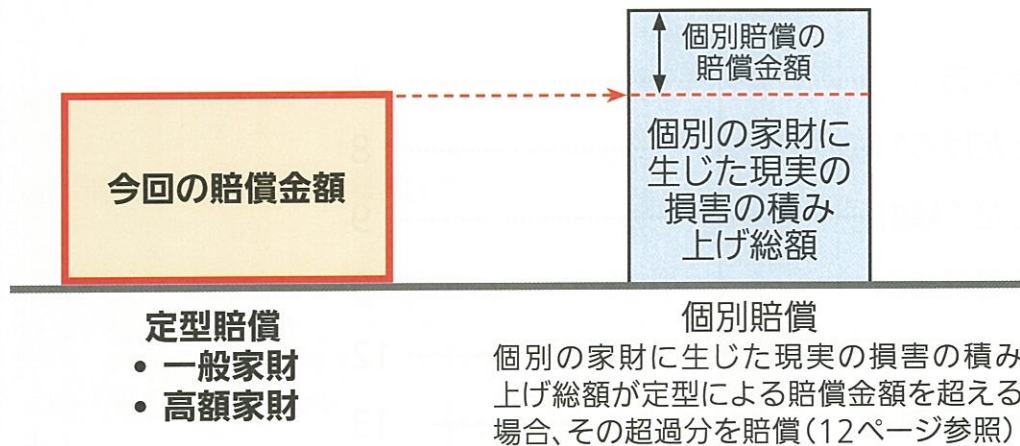 今回の賠償金額
個別賠償の
賠償金額
個別の家財に
生じた現実の
損害の積み
上げ総額
定型賠償
• 一般家財
• 高額家財
個別賠償
個別の家財に生じた現実の損害の積み
上げ総額が定型による賠償金額を超える
場合、その超過分を賠償(12ページ参照)